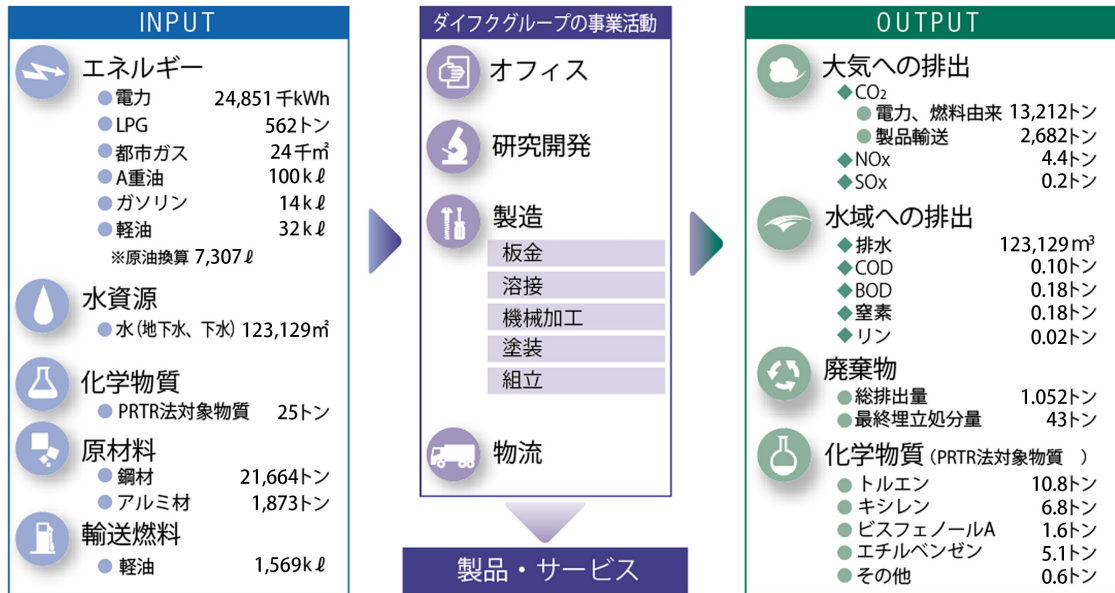 INPUT
エネルギー
電力 24,851千kWh
LPG 562トン
都市ガス 24千㎥
A重油 100kℓ
ガソリン 14kℓ
軽油 32kℓ
※原油換算 7,307ℓ
水資源
水(地下水、下水) 123,129㎥
化学物質
PRTR法対象物質 25トン
原材料
鋼材 21,664トン
アルミ材 1,873トン
輸送燃料
軽油 1,569kℓ
ダイフクグループの事業活動
オフィス
研究開発
製造
板金
溶接
機械加工
塗装
組立
物流
製品・サービス
OUTPUT
大気への排出
CO₂
電力、燃料由来 13,212トン
製品輸送 2,682トン
NOx 4.4トン
SOx 0.2トン
水域への排出
排水 123,129m³
COD 0.10トン
BOD 0.18トン
窒素 0.18トン
リン 0.02トン
廃棄物
総排出量 1.052トン
最終埋立処分量 43トン
化学物質(PRTR法対象物質 )
トルエン 10.8トン
キシレン 6.8トン
ビスフェノールA 1.6トン
エチルベンゼン 5.1トン
その他 0.6トン